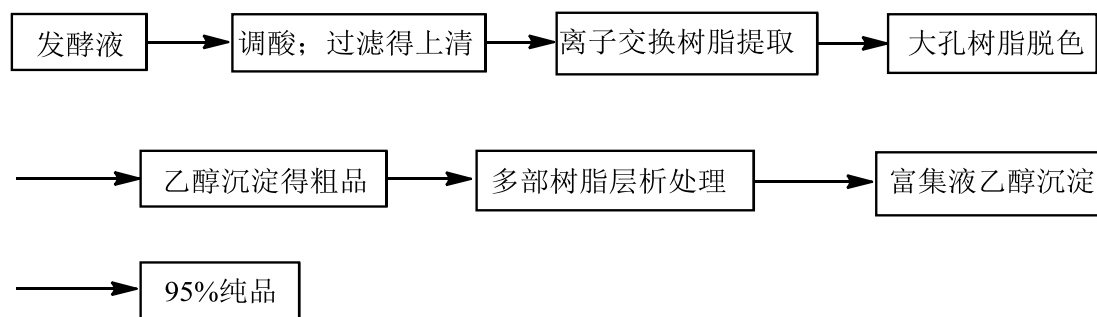 发酵液
调酸；过滤得上清
离子交换树脂提取
大孔树脂脱色
乙醇沉淀得粗品
多部树脂层析处理
富集液乙醇沉淀
95%纯品